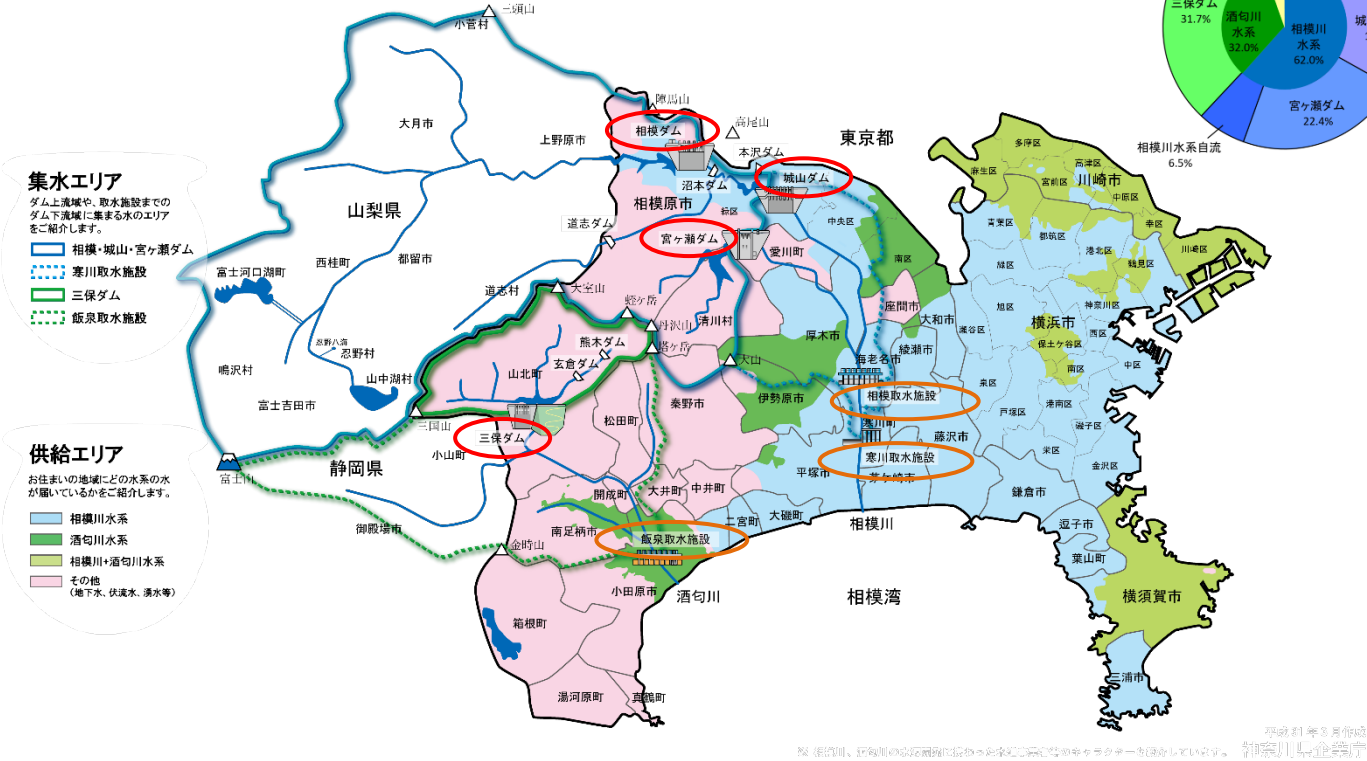 集水エリア
ダム上流域や、取水施設までの
ダム下流域に集まる水のエリア
をご紹介します。
相模・城山・宮ヶ瀬ダム
寒川取水施設
三保ダム
飯泉取水施設
供給エリア
お住まいの地域にどの水系の水
が届いているかをご紹介します。
相模川水系
酒匂川水系
相模川+酒匂川水系
その他
(地下水、伏流水、湧水等)
三保ダム
31.7%
酒匂川
水系
32.0%
相模川
水系
62.0%
宮ヶ瀬ダム
22.4%
相模川水系自流
6.5%
三頭山
小菅村
大月市
上野原市
陣馬山
相模ダム
高尾山
東京都
本沢ダム
城山ダム
沼本ダム
山梨県
相模原市
緑区
中央区
南区
道志ダム
宮ヶ瀬ダム
愛川町
富士河口湖町
西桂町
都留市
道志村
大室山
蛭ヶ岳
丹沢山
塔ヶ岳
清川村
座間市
大和市
厚木市
海老名市
綾瀬市
忍野八海
忍野村
鳴沢村
山中湖村
富士吉田市
熊木ダム
玄倉ダム
山北町
大山
伊勢原市
相模取水施設
寒川町
寒川取水施設
藤沢市
茅ケ崎市
平塚市
秦野市
松田町
三国山
三保ダム
小山町
静岡県
富士山
御殿場市
金時山
開成町
大井町
中井町
南足柄市
飯泉取水施設
二宮町
大磯町
相模川
小田原市
酒匂川
相模湾
箱根町
湯河原町
真鶴町
多摩区
麻生区
宮前区
高津区
川崎市
中原区
幸区
川崎区
青葉区
都筑区
港北区
鶴見区
緑区
神奈川区
旭区
横浜市
西区
瀬谷区
保土ケ谷区
中区
南区
泉区
戸塚区
港南区
磯子区
栄区
金沢区
鎌倉市
逗子市
葉山町
横須賀市
三浦市
平成31年3月作成
神奈川県企業庁